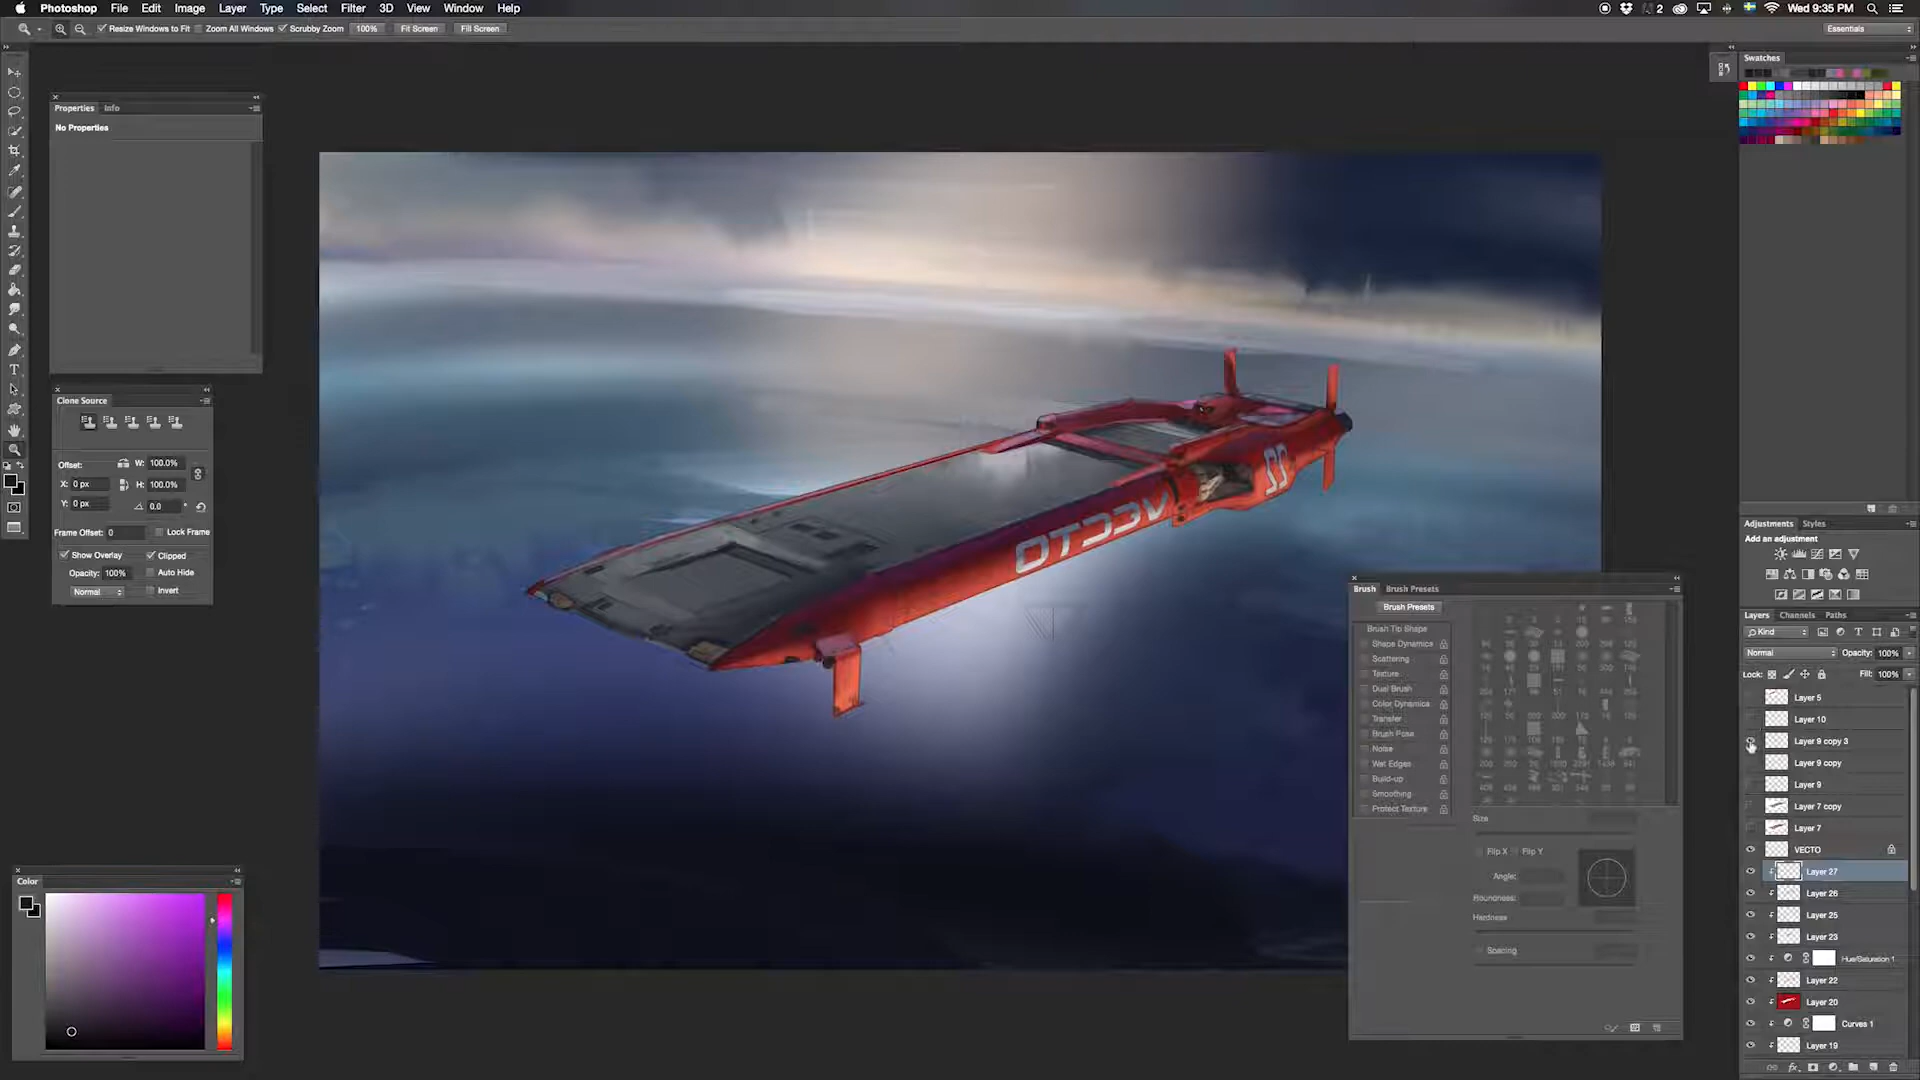 Photoshop File Edit Image Layer Type Select Filter 3D View Window Help
2 Wed 9:35 PM
Resize Windows to Fit Zoom All Windows Scrubby Zoom 100% Fit Screen Fill Screen
Essentials
Properties Info
No Properties
Clone Source
Offset: W: 100.0%
X: 0 px H: 100.0%
Y: 0 px 0.0 °
Frame Offset: 0 Lock Frame
Show Overlay Clipped
Opacity: 100% Auto Hide
Normal Invert
Color
Swatches
Adjustments Styles
Add an adjustment
Layers Channels Paths
Kind
Normal Opacity: 100%
Lock: Fill: 100%
Layer 5
Layer 10
Layer 9 copy 3
Layer 9 copy
Layer 9
Layer 7 copy
Layer 7
VECTO
Layer 27
Layer 26
Layer 25
Layer 23
Hue/Saturation 1
Layer 22
Layer 20
Curves 1
Layer 19
Brush Brush Presets
Brush Presets
Brush Tip Shape
Shape Dynamics
Scattering
Texture
Dual Brush
Color Dynamics
Transfer
Brush Pose
Noise
Wet Edges
Build-up
Smoothing
Protect Texture
Size
Flip X Flip Y
Angle:
Roundness:
Hardness
Spacing
VECTO
22